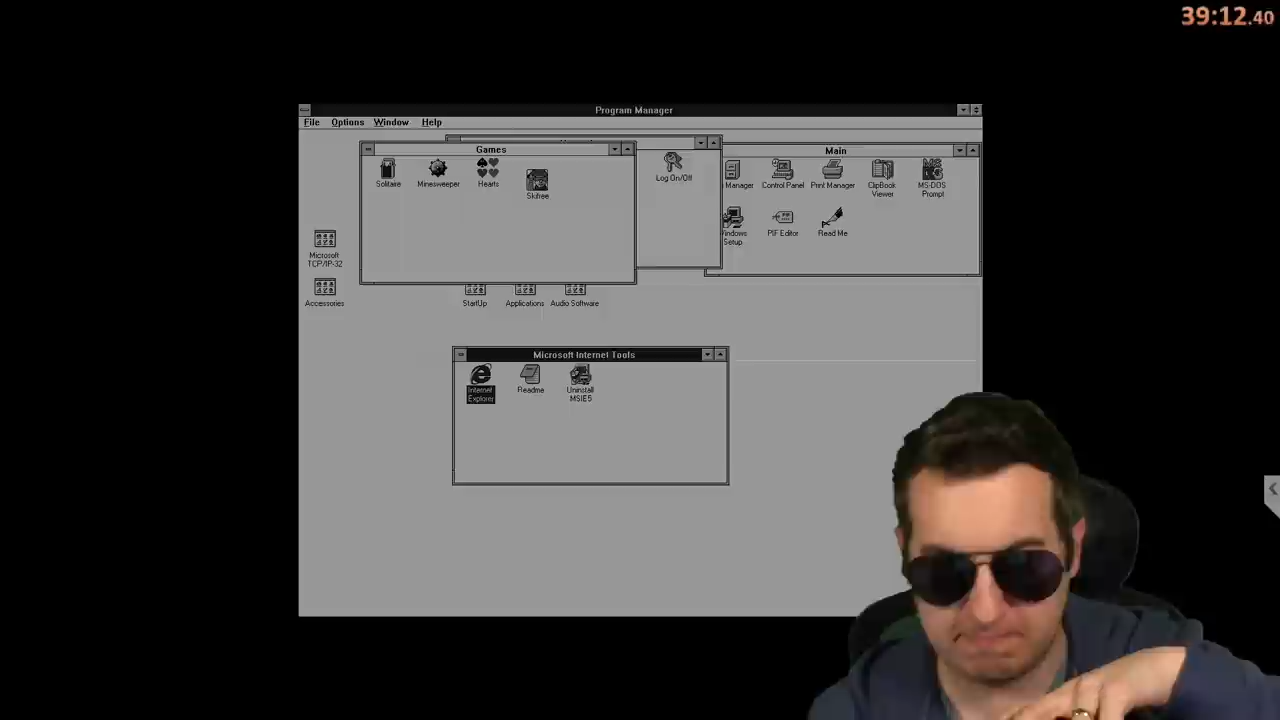 39:12.40
Program Manager
File Options Window Help
Games
Solitaire
Minesweeper
Hearts
Skifree
Log On/Off
Main
Manager
Control Panel
Print Manager
ClipBook
Viewer
MS-DOS
Prompt
Setup
PIF Editor
Read Me
Microsoft
TCP/IP-32
Accessories
StartUp
Applications
Audio Software
Microsoft Internet Tools
Internet
Explorer
Readme
Uninstall
MSIE5